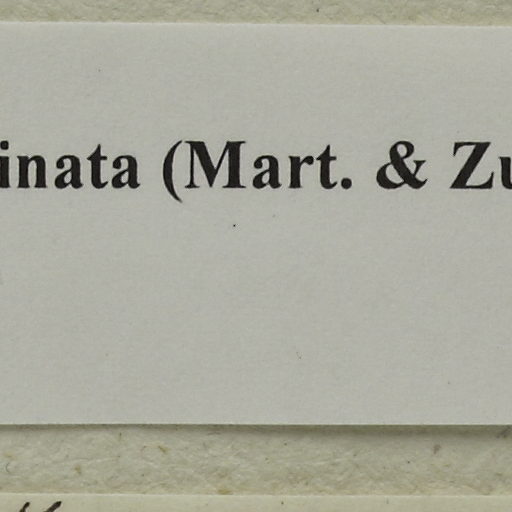 inata (Mart. & Zu